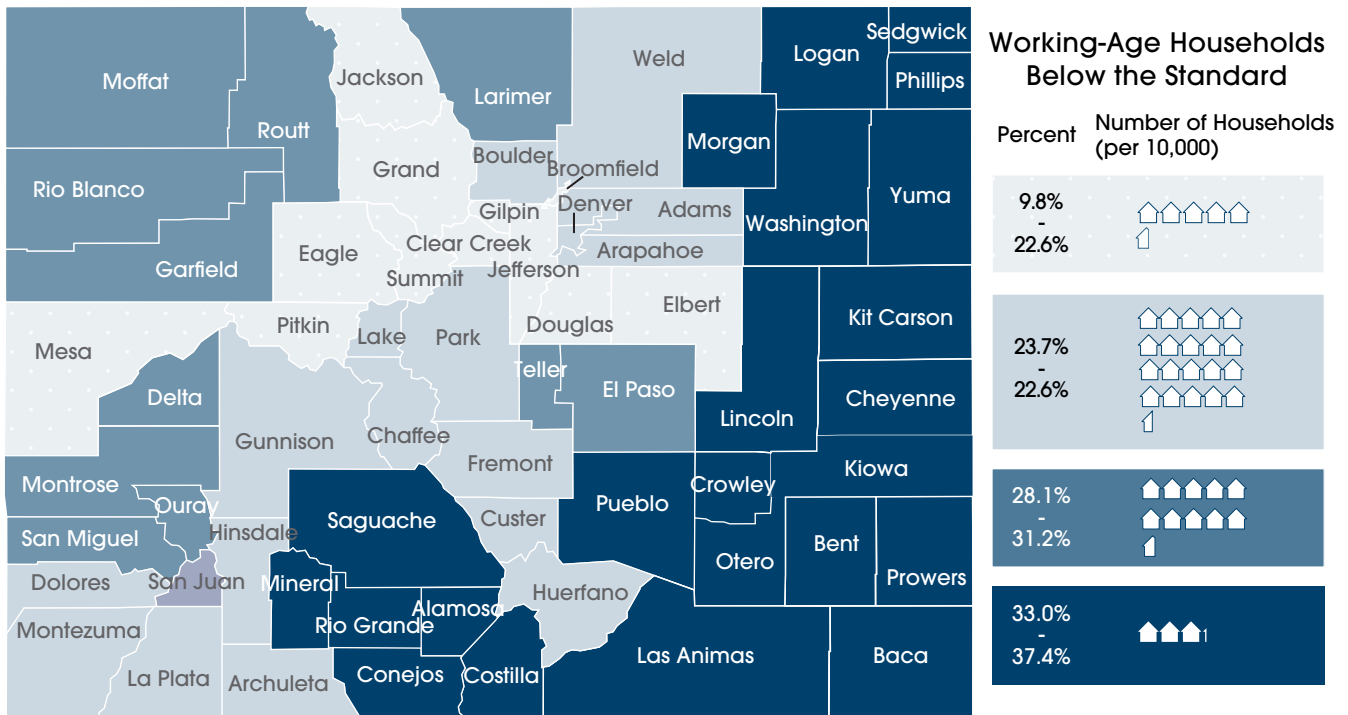 Sedgwick
Logan
Weld
Jackson
Moffat
Phillips
Larimer
Routt
Morgan
Boulder
Broomfield
Grand
Rio Blanco
Yuma
Denver
Gilpin
Adams
Washington
Clear Creek
Eagle
Arapahoe
Garfield
Jefferson
Summit
Elbert
Kit Carson
Pitkin
Douglas
Lake
Park
Mesa
Teller
El Paso
Delta
Cheyenne
Lincoln
Gunnison
Chaffee
Fremont
Kiowa
Montrose
Crowley
Pueblo
Ouray
Saguache
Custer
Hinsdale
San Miguel
Bent
Otero
Prowers
Dolores
San Juan
Mineral
Huerfano
Alamosa
Rio Grande
Montezuma
Las Animas
Baca
La Plata
Archuleta
Conejos
Costilla
Working-Age Households
Below the Standard
Percent
Number of Households
(per 10,000)
9.8%
-
22.6%
23.7%
-
22.6%
28.1%
-
31.2%
33.0%
-
37.4%